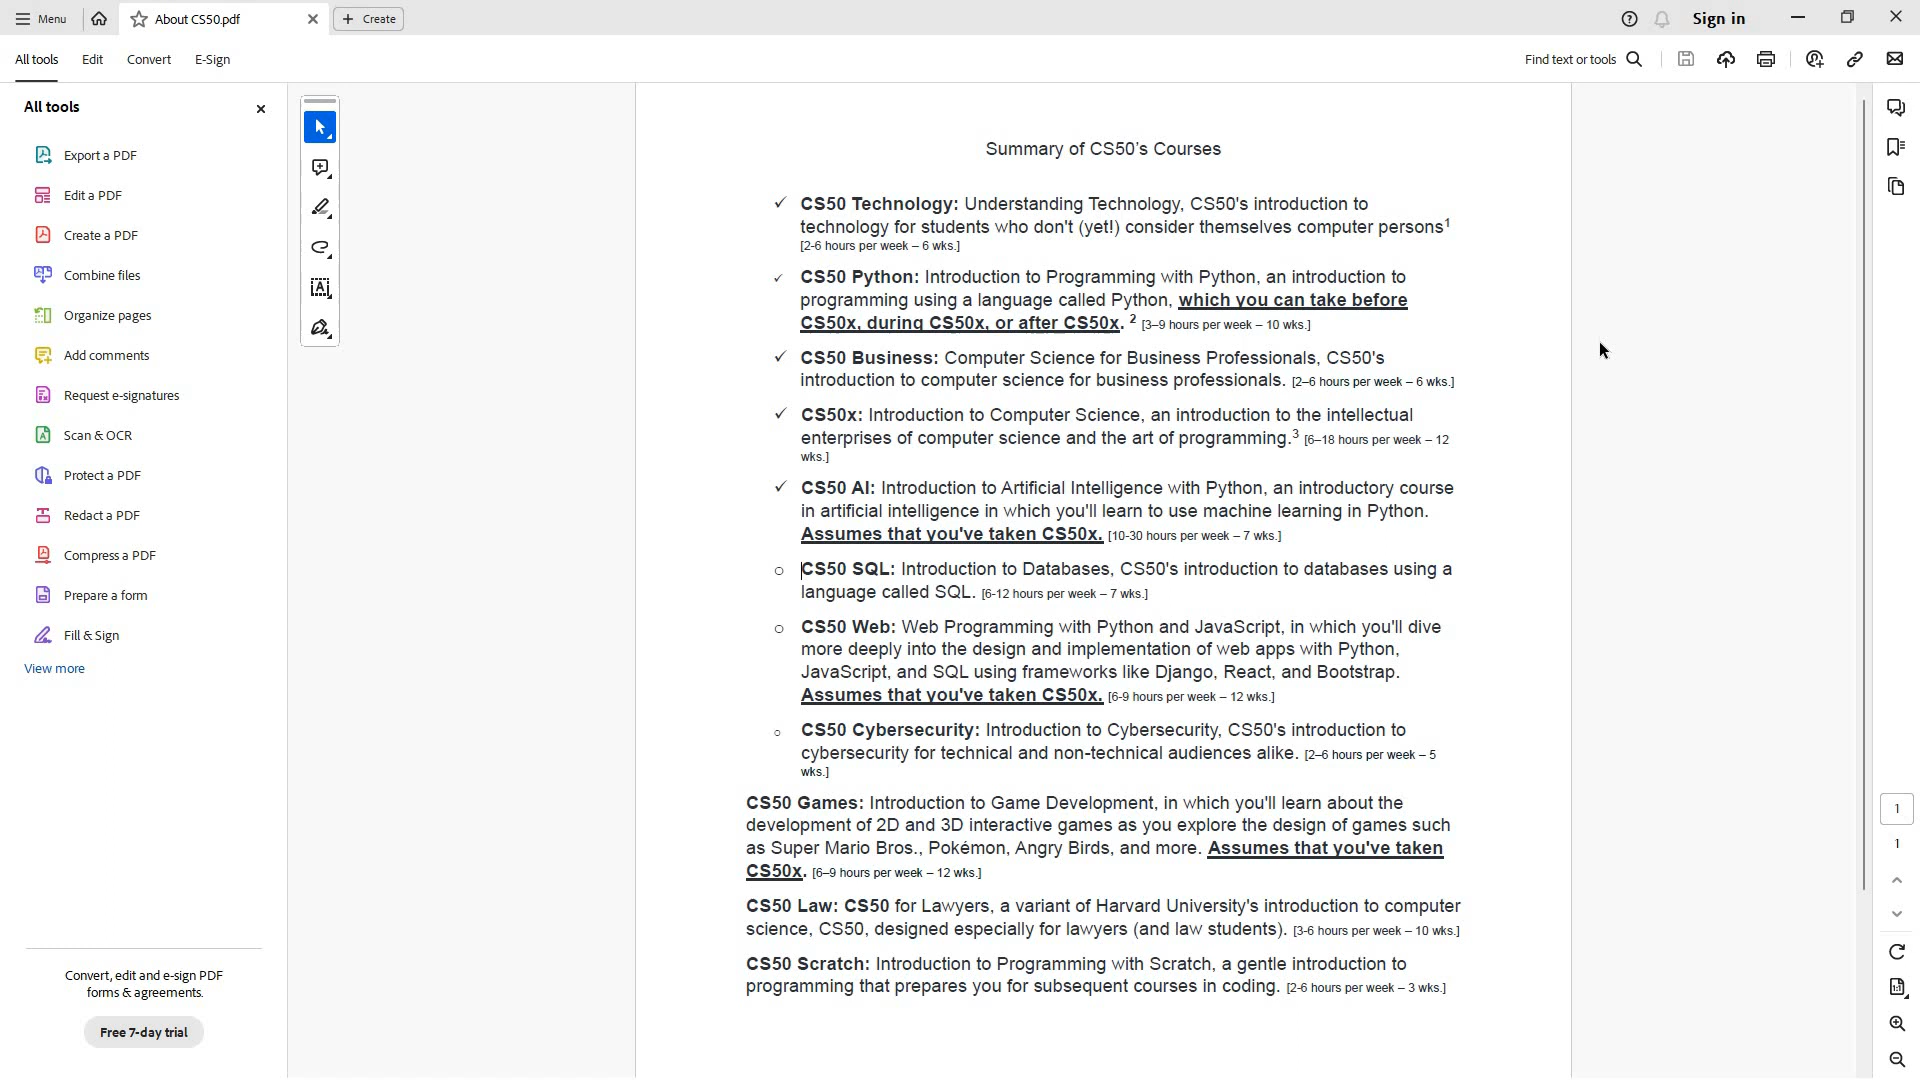 Menu
About CS50.pdf
Create
Sign in
All tools
Edit
Convert
E-Sign
Find text or tools
All tools
Export a PDF
Edit a PDF
Create a PDF
Combine files
Organize pages
Add comments
Request e-signatures
Scan & OCR
Protect a PDF
Redact a PDF
Compress a PDF
Prepare a form
Fill & Sign
View more
Convert, edit and e-sign PDF
forms & agreements.
Free 7-day trial
Summary of CS50’s Courses
✓ CS50 Technology: Understanding Technology, CS50's introduction to
technology for students who don't (yet!) consider themselves computer persons¹
[2-6 hours per week – 6 wks.]
✓ CS50 Python: Introduction to Programming with Python, an introduction to
programming using a language called Python, which you can take before
CS50x, during CS50x, or after CS50x. ² [3–9 hours per week – 10 wks.]
✓ CS50 Business: Computer Science for Business Professionals, CS50's
introduction to computer science for business professionals. [2–6 hours per week – 6 wks.]
✓ CS50x: Introduction to Computer Science, an introduction to the intellectual
enterprises of computer science and the art of programming.³ [6–18 hours per week – 12
wks.]
✓ CS50 AI: Introduction to Artificial Intelligence with Python, an introductory course
in artificial intelligence in which you'll learn to use machine learning in Python.
Assumes that you've taken CS50x. [10-30 hours per week – 7 wks.]
○ CS50 SQL: Introduction to Databases, CS50's introduction to databases using a
language called SQL. [6-12 hours per week – 7 wks.]
○ CS50 Web: Web Programming with Python and JavaScript, in which you'll dive
more deeply into the design and implementation of web apps with Python,
JavaScript, and SQL using frameworks like Django, React, and Bootstrap.
Assumes that you've taken CS50x. [6-9 hours per week – 12 wks.]
○ CS50 Cybersecurity: Introduction to Cybersecurity, CS50's introduction to
cybersecurity for technical and non-technical audiences alike. [2–6 hours per week – 5
wks.]
CS50 Games: Introduction to Game Development, in which you'll learn about the
development of 2D and 3D interactive games as you explore the design of games such
as Super Mario Bros., Pokémon, Angry Birds, and more. Assumes that you've taken
CS50x. [6–9 hours per week – 12 wks.]
CS50 Law: CS50 for Lawyers, a variant of Harvard University's introduction to computer
science, CS50, designed especially for lawyers (and law students). [3-6 hours per week – 10 wks.]
CS50 Scratch: Introduction to Programming with Scratch, a gentle introduction to
programming that prepares you for subsequent courses in coding. [2-6 hours per week – 3 wks.]
1
1